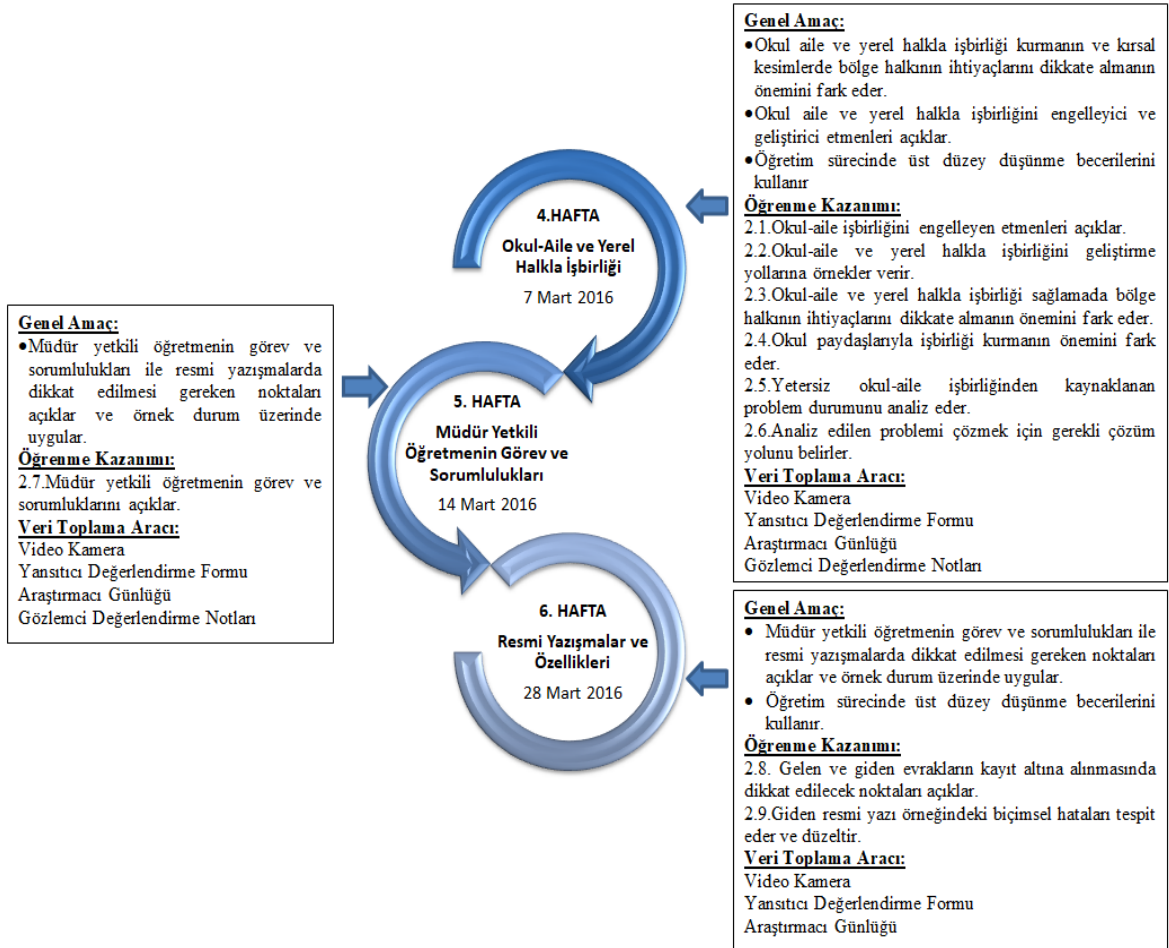 Genel Amaç:
•Okul aile ve yerel halkla işbirliği kurmanın ve kırsal
kesimlerde bölge halkının ihtiyaçlarını dikkate almanın
önemini fark eder.
•Okul aile ve yerel halkla işbirliğini engelleyici ve
geliştirici etmenleri açıklar.
•Öğretim sürecinde üst düzey düşünme becerilerini
kullanır
Öğrenme Kazanımı:
2.1.Okul-aile işbirliğini engelleyen etmenleri açıklar.
2.2.Okul-aile ve yerel halkla işbirliğini geliştirme
yollarına örnekler verir.
2.3.Okul-aile ve yerel halkla işbirliği sağlamada bölge
halkının ihtiyaçlarını dikkate almanın önemini fark eder.
2.4.Okul paydaşlarıyla işbirliği kurmanın önemini fark
eder.
2.5.Yetersiz okul-aile işbirliğinden kaynaklanan
problem durumunu analiz eder.
2.6.Analiz edilen problemi çözmek için gerekli çözüm
yolunu belirler.
Veri Toplama Aracı:
Video Kamera
Yansıtıcı Değerlendirme Formu
Araştırmacı Günlüğü
Gözlemci Değerlendirme Notları
4.HAFTA
Okul-Aile ve Yerel
Halkla İşbirliği
7 Mart 2016
Genel Amaç:
•Müdür yetkili öğretmenin görev ve
sorumlulukları ile resmi yazışmalarda
dikkat edilmesi gereken noktaları
açıklar ve örnek durum üzerinde
uygular.
Öğrenme Kazanımı:
2.7.Müdür yetkili öğretmenin görev ve
sorumluklarını açıklar.
Veri Toplama Aracı:
Video Kamera
Yansıtıcı Değerlendirme Formu
Araştırmacı Günlüğü
Gözlemci Değerlendirme Notları
5. HAFTA
Müdür Yetkili
Öğretmenin Görev ve
Sorumlulukları
14 Mart 2016
6. HAFTA
Resmi Yazışmalar ve
Özellikleri
28 Mart 2016
Genel Amaç:
• Müdür yetkili öğretmenin görev ve sorumlulukları ile
resmi yazışmalarda dikkat edilmesi gereken noktaları
açıklar ve örnek durum üzerinde uygular.
• Öğretim sürecinde üst düzey düşünme becerilerini
kullanır.
Öğrenme Kazanımı:
2.8. Gelen ve giden evrakların kayıt altına alınmasında
dikkat edilecek noktaları açıklar.
2.9.Giden resmi yazı örneğindeki biçimsel hataları tespit
eder ve düzeltir.
Veri Toplama Aracı:
Video Kamera
Yansıtıcı Değerlendirme Formu
Araştırmacı Günlüğü